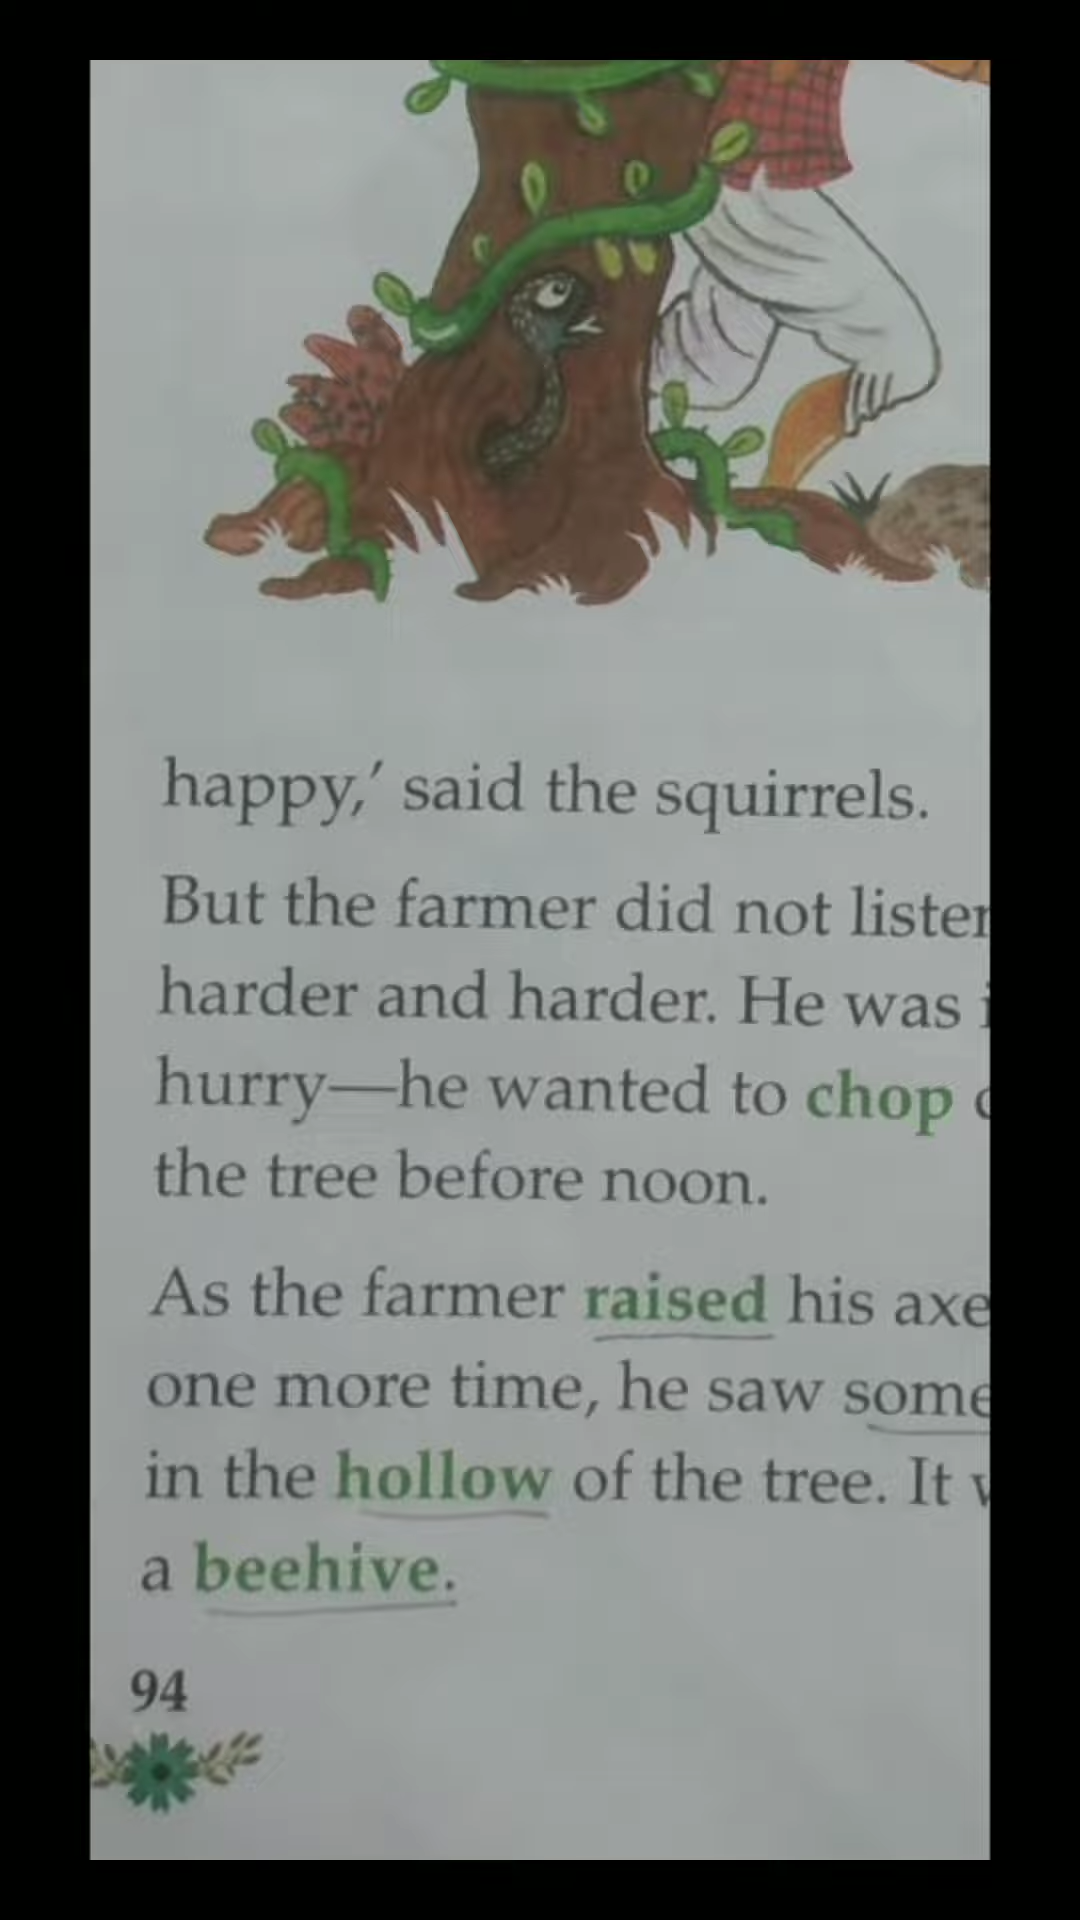 happy,’ said the squirrels.
But the farmer did not
harder and harder. He was
hurry—he wanted to chop
the tree before noon.
As the farmer raised his axe
one more time, he saw some
in the hollow of the tree. It
a beehive.
94